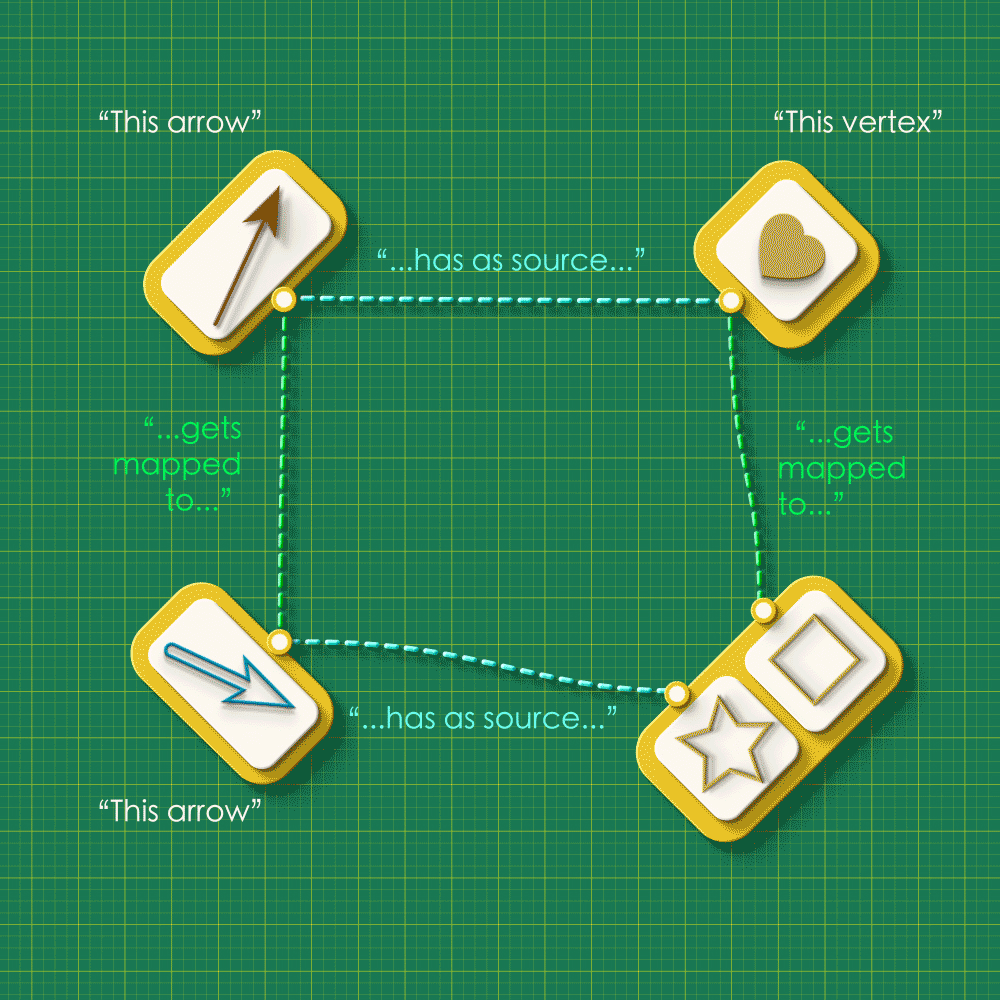 “This arrow”
“This vertex”
“...has as source...”
“...gets
mapped
to...”
“...gets
mapped
to...”
“...has as source...”
“This arrow”